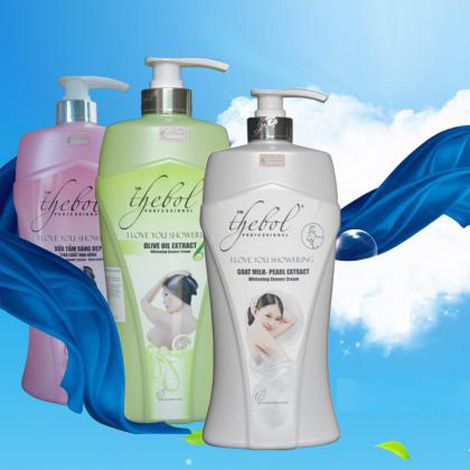 thebol
PROFESSIONAL
I LOVE YOU SHOWERING
SỮA TẮM SÁNG ĐẸP
thebol
PROFESSIONAL
I LOVE YOU SHOWERING
OLIVE OIL EXTRACT
Whitening Shower Cream
thebol
PROFESSIONAL
I LOVE YOU SHOWERING
GOAT MILK- PEARL EXTRACT
Whitening Shower Cream